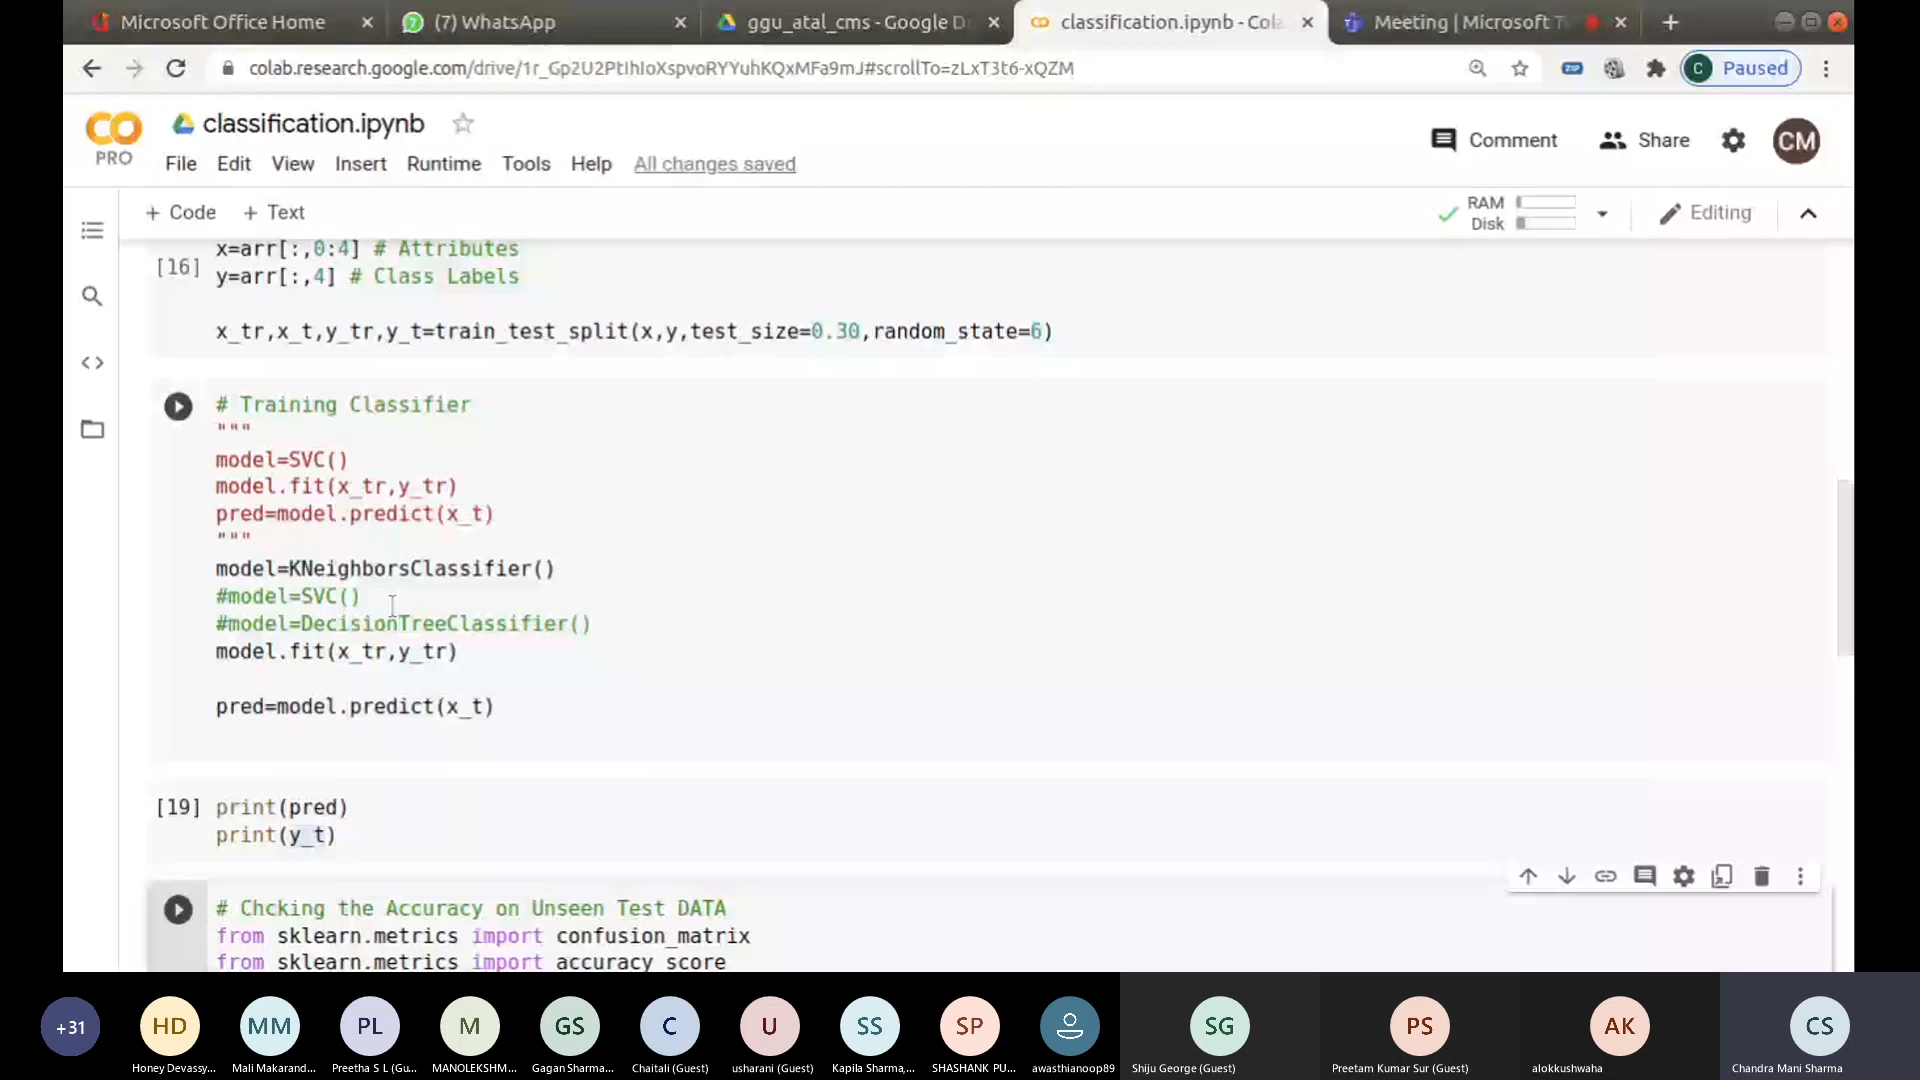 Microsoft Office Home
(7) WhatsApp
ggu_atal_cms - Google D
classification.ipynb - Cola
Meeting | Microsoft T
colab.research.google.com/drive/1r_Gp2U2PtIhIoXspvoRYYuhKQxMFa9mJ#scrollTo=zLxT3t6-xQZM
ZIP
C Paused
CO PRO
classification.ipynb
File Edit View Insert Runtime Tools Help All changes saved
Comment Share CM
+ Code + Text
RAM
Disk
Editing
[16]
x=arr[:,0:4] # Attributes
y=arr[:,4] # Class Labels
x_tr,x_t,y_tr,y_t=train_test_split(x,y,test_size=0.30,random_state=6)
# Training Classifier
"""
model=SVC()
model.fit(x_tr,y_tr)
pred=model.predict(x_t)
"""
model=KNeighborsClassifier()
#model=SVC()
#model=DecisionTreeClassifier()
model.fit(x_tr,y_tr)
pred=model.predict(x_t)
[19] print(pred)
print(y_t)
# Chcking the Accuracy on Unseen Test DATA
from sklearn.metrics import confusion_matrix
from sklearn.metrics import accuracy_score
+31 HD MM PL M GS C U SS SP SG PS AK CS
Honey Devassy... Mali Makarand... Preetha S L (Gu... MANOLEKSHM... Gagan Sharma... Chaitali (Guest) usharani (Guest) Kapila Sharma,... SHASHANK PU... awasthianoop89 Shiju George (Guest) Preetam Kumar Sur (Guest) alokkushwaha Chandra Mani Sharma